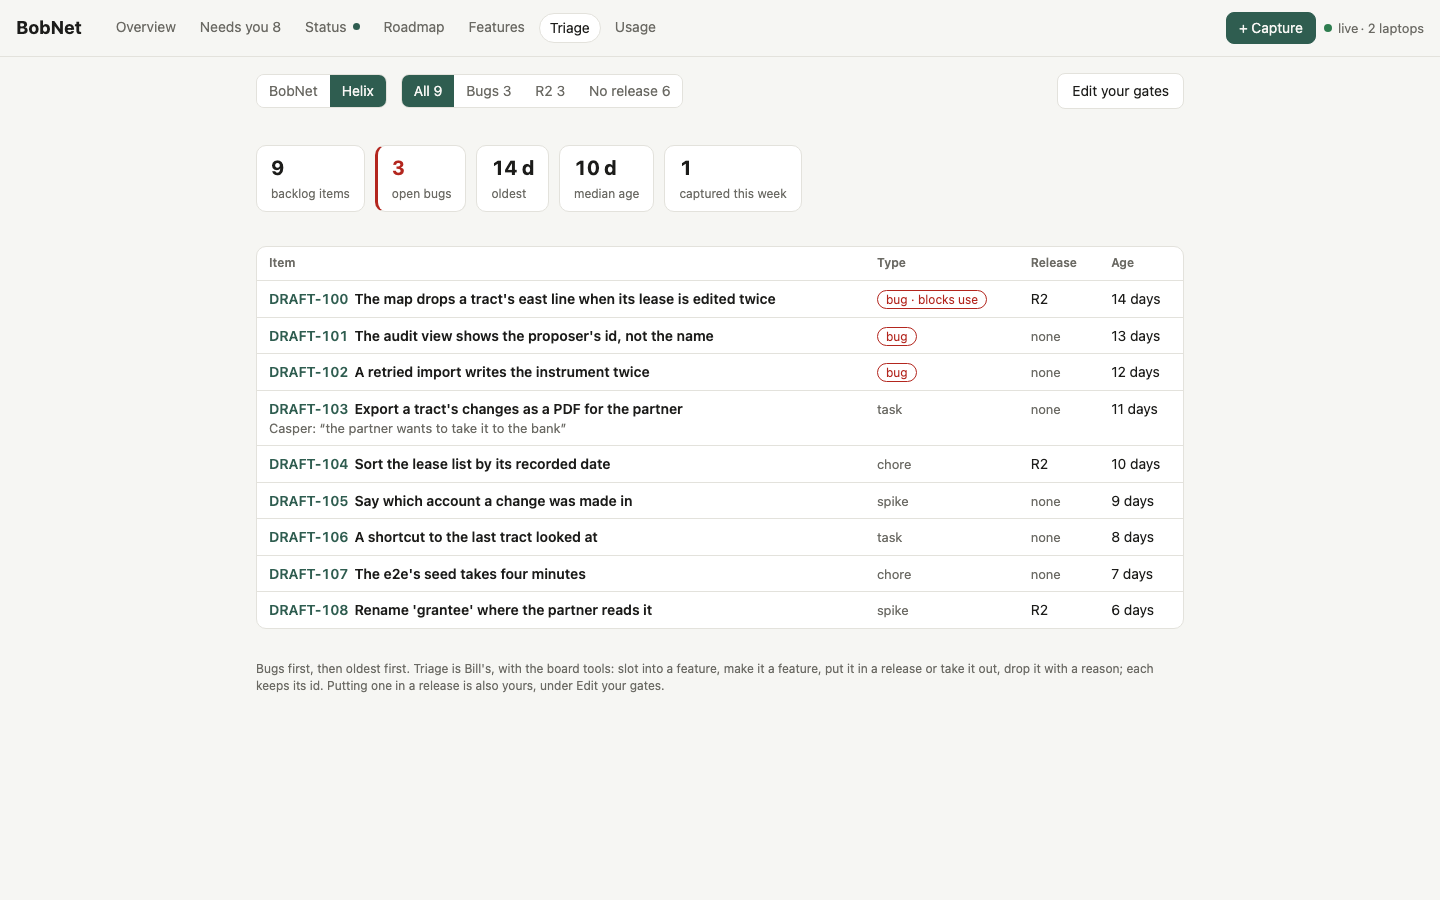 BobNet Overview Needs you 8 Status Roadmap Features Triage Usage + Capture live · 2 laptops
BobNet Helix All 9 Bugs 3 R2 3 No release 6 Edit your gates
9 3 14 d 10 d 1
backlog items open bugs oldest median age captured this week
Item Type Release Age
DRAFT-100 The map drops a tract's east line when its lease is edited twice bug · blocks use R2 14 days
DRAFT-101 The audit view shows the proposer's id, not the name bug none 13 days
DRAFT-102 A retried import writes the instrument twice bug none 12 days
DRAFT-103 Export a tract's changes as a PDF for the partner task none 11 days
Casper: “the partner wants to take it to the bank”
DRAFT-104 Sort the lease list by its recorded date chore R2 10 days
DRAFT-105 Say which account a change was made in spike none 9 days
DRAFT-106 A shortcut to the last tract looked at task none 8 days
DRAFT-107 The e2e's seed takes four minutes chore none 7 days
DRAFT-108 Rename 'grantee' where the partner reads it spike R2 6 days
Bugs first, then oldest first. Triage is Bill's, with the board tools: slot into a feature, make it a feature, put it in a release or take it out, drop it with a reason; each
keeps its id. Putting one in a release is also yours, under Edit your gates.